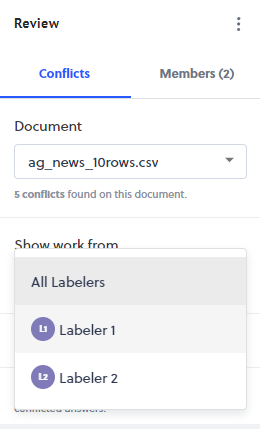 Review
Conflicts Members (2)
Document
ag_news_10rows.csv
5 conflicts found on this document.
Show work from
All Labelers
L1 Labeler 1
L2 Labeler 2
conflicted answers.